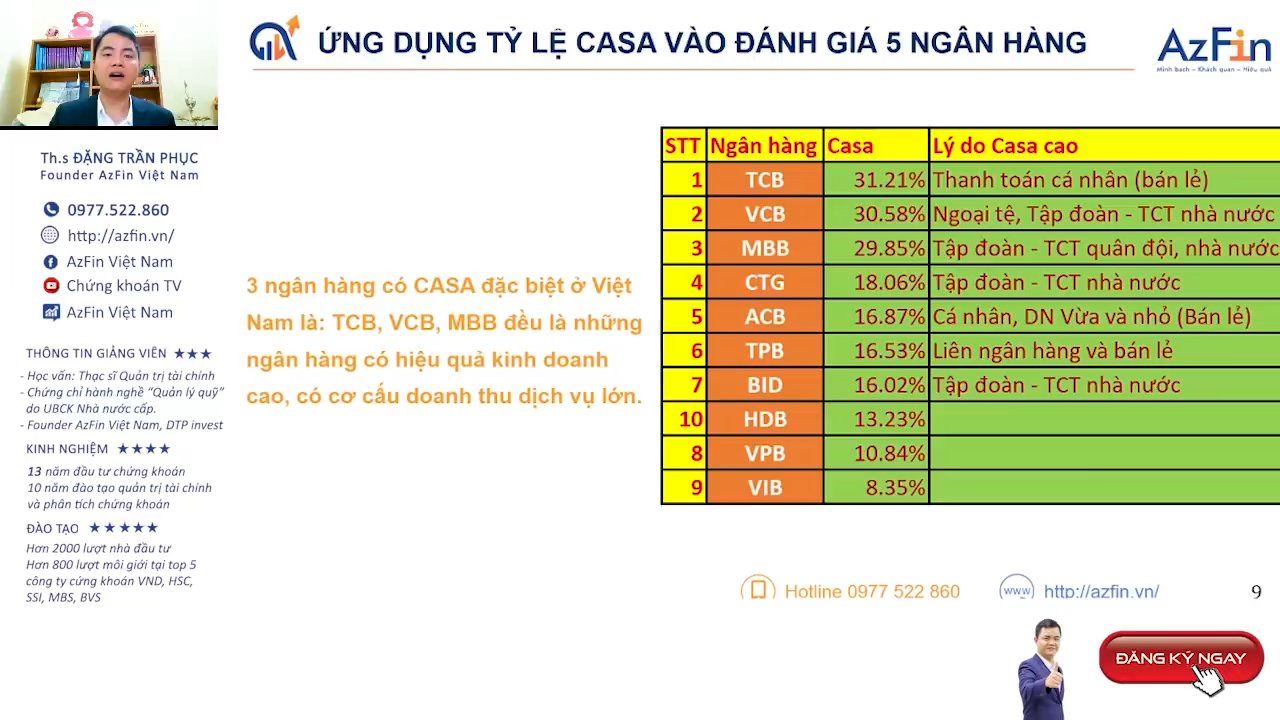 ỨNG DỤNG TỶ LỆ CASA VÀO ĐÁNH GIÁ 5 NGÂN HÀNG
AzFin
Minh bạch – Khách quan – Hiệu quả
Th.s ĐẶNG TRẦN PHỤC
Founder AzFin Việt Nam
0977.522.860
http://azfin.vn/
AzFin Việt Nam
Chứng khoán TV
AzFin Việt Nam
THÔNG TIN GIẢNG VIÊN ★★★
- Học vấn: Thạc sĩ Quản trị tài chính
- Chứng chỉ hành nghề “Quản lý quỹ”
do UBCK Nhà nước cấp.
- Founder AzFin Việt Nam, DTP invest
KINH NGHIỆM ★★★★
13 năm đầu tư chứng khoán
10 năm đào tạo quản trị tài chính
và phân tích chứng khoán
ĐÀO TẠO ★★★★★
Hơn 2000 lượt nhà đầu tư
Hơn 800 lượt môi giới tại top 5
công ty cứng khoán VND, HSC,
SSI, MBS, BVS
3 ngân hàng có CASA đặc biệt ở Việt
Nam là: TCB, VCB, MBB đều là những
ngân hàng có hiệu quả kinh doanh
cao, có cơ cấu doanh thu dịch vụ lớn.
STT Ngân hàng Casa Lý do Casa cao
1 TCB 31.21% Thanh toán cá nhân (bán lẻ)
2 VCB 30.58% Ngoại tệ, Tập đoàn - TCT nhà nước
3 MBB 29.85% Tập đoàn - TCT quân đội, nhà nước
4 CTG 18.06% Tập đoàn - TCT nhà nước
5 ACB 16.87% Cá nhân, DN Vừa và nhỏ (Bán lẻ)
6 TPB 16.53% Liên ngân hàng và bán lẻ
7 BID 16.02% Tập đoàn - TCT nhà nước
10 HDB 13.23%
8 VPB 10.84%
9 VIB 8.35%
Hotline 0977 522 860
www http://azfin.vn/
9
ĐĂNG KÝ NGAY